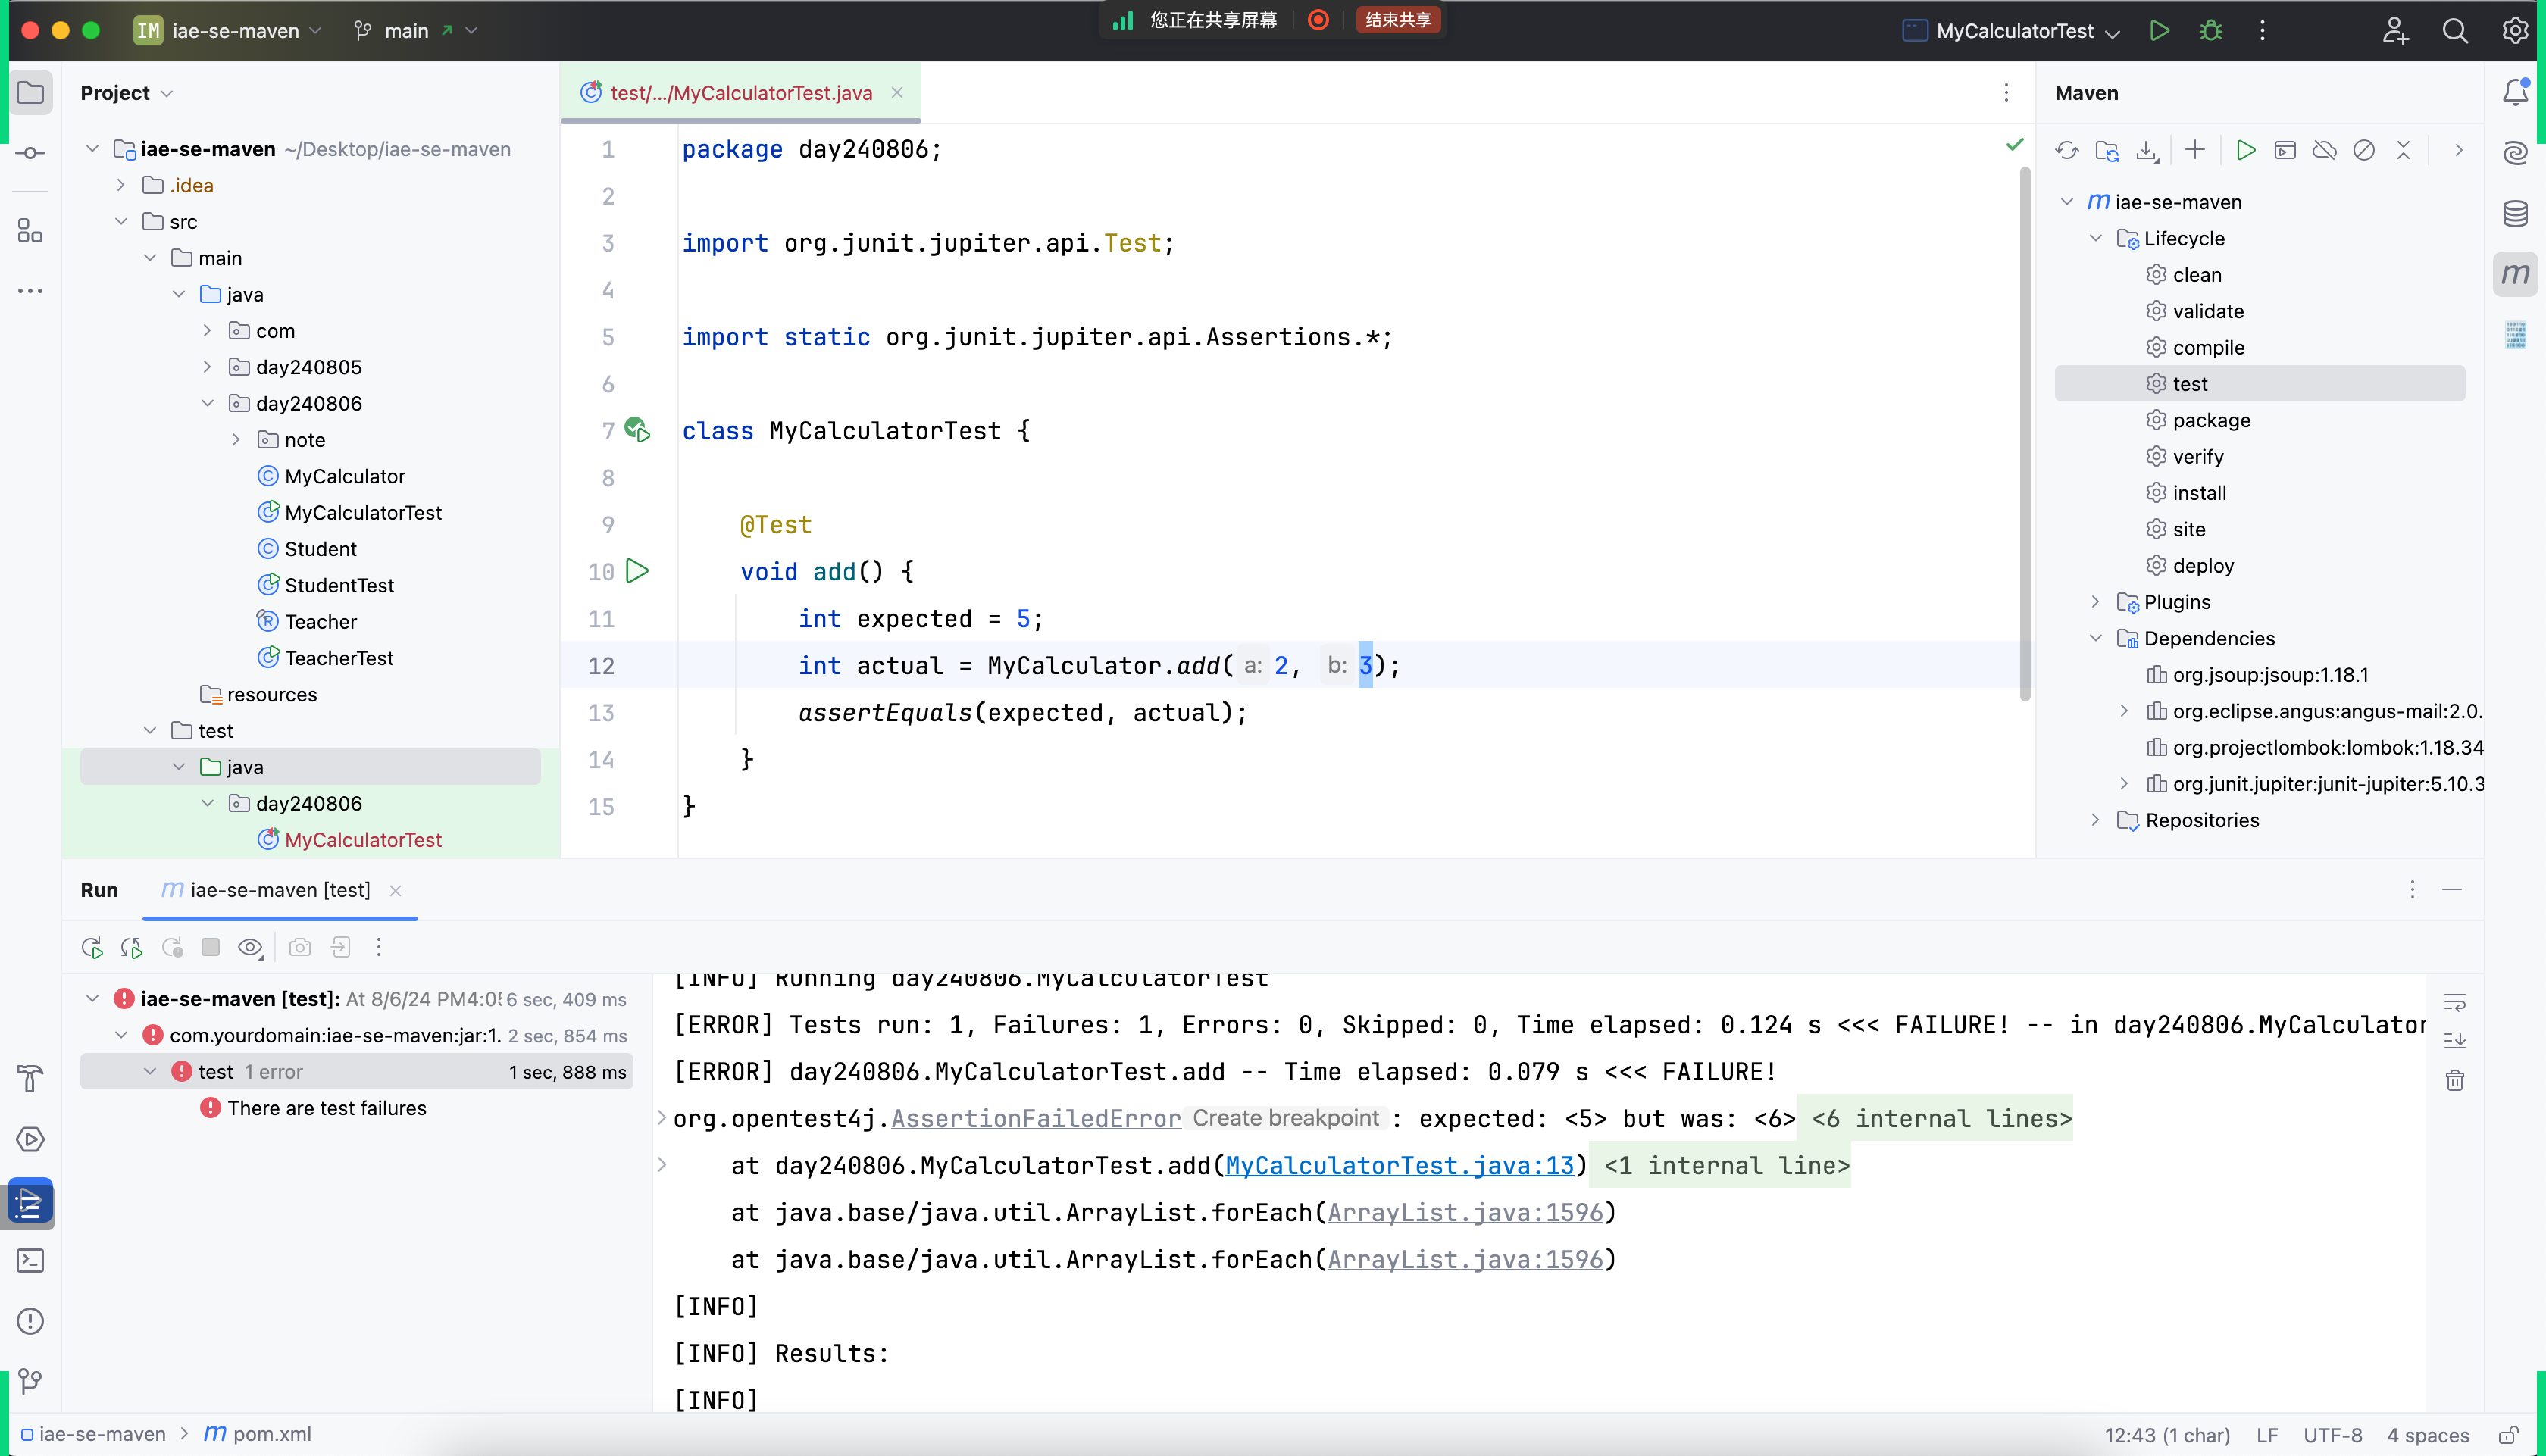 IM iae-se-maven main
您正在共享屏幕 结束共享
MyCalculatorTest
Project
iae-se-maven ~/Desktop/iae-se-maven
.idea
src
main
java
com
day240805
day240806
note
MyCalculator
MyCalculatorTest
Student
StudentTest
Teacher
TeacherTest
resources
test
java
day240806
MyCalculatorTest
test/.../MyCalculatorTest.java
1 package day240806;
2
3 import org.junit.jupiter.api.Test;
4
5 import static org.junit.jupiter.api.Assertions.*;
6
7 class MyCalculatorTest {
8
9 @Test
10 void add() {
11 int expected = 5;
12 int actual = MyCalculator.add( a: 2, b: 3);
13 assertEquals(expected, actual);
14 }
15 }
Maven
iae-se-maven
Lifecycle
clean
validate
compile
test
package
verify
install
site
deploy
Plugins
Dependencies
org.jsoup:jsoup:1.18.1
org.eclipse.angus:angus-mail:2.0.
org.projectlombok:lombok:1.18.34
org.junit.jupiter:junit-jupiter:5.10.3
Repositories
Run iae-se-maven [test]
iae-se-maven [test]: At 8/6/24 PM4:05 6 sec, 409 ms
com.yourdomain:iae-se-maven:jar:1. 2 sec, 854 ms
test 1 error 1 sec, 888 ms
There are test failures
[INFO] Running day240806.MyCalculatorTest
[ERROR] Tests run: 1, Failures: 1, Errors: 0, Skipped: 0, Time elapsed: 0.124 s <<< FAILURE! -- in day240806.MyCalculator
[ERROR] day240806.MyCalculatorTest.add -- Time elapsed: 0.079 s <<< FAILURE!
org.opentest4j.AssertionFailedError Create breakpoint : expected: <5> but was: <6> <6 internal lines>
at day240806.MyCalculatorTest.add(MyCalculatorTest.java:13) <1 internal line>
at java.base/java.util.ArrayList.forEach(ArrayList.java:1596)
at java.base/java.util.ArrayList.forEach(ArrayList.java:1596)
[INFO]
[INFO] Results:
[INFO]
iae-se-maven > pom.xml
12:43 (1 char) LF UTF-8 4 spaces